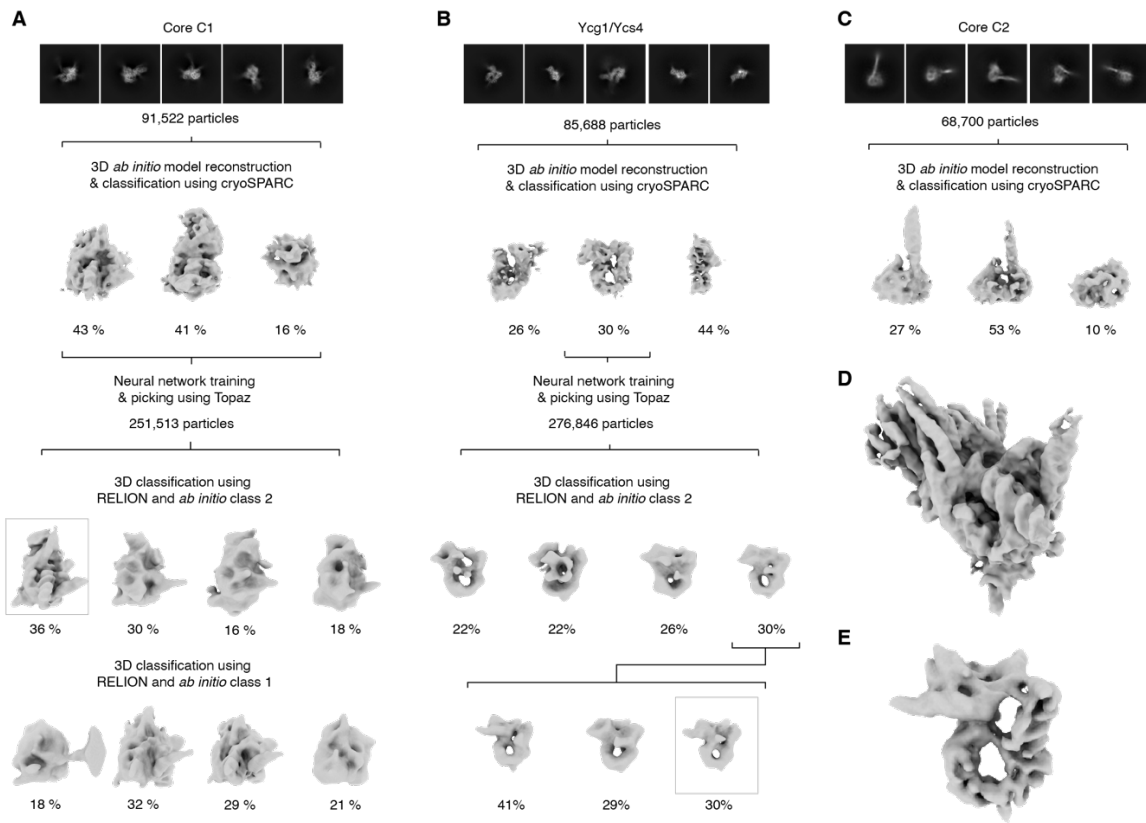 A
Core C1
91,522 particles
3D ab initio model reconstruction
& classification using cryoSPARC
43 %
41 %
16 %
Neural network training
& picking using Topaz
251,513 particles
3D classification using
RELION and ab initio class 2
36 %
30 %
16 %
18 %
3D classification using
RELION and ab initio class 1
18 %
32 %
29 %
21 %
B
Ycg1/Ycs4
85,688 particles
3D ab initio model reconstruction
& classification using cryoSPARC
26 %
30 %
44 %
Neural network training
& picking using Topaz
276,846 particles
3D classification using
RELION and ab initio class 2
22%
22%
26%
30%
41%
29%
30%
C
Core C2
68,700 particles
3D ab initio model reconstruction
& classification using cryoSPARC
27 %
53 %
10 %
D
E